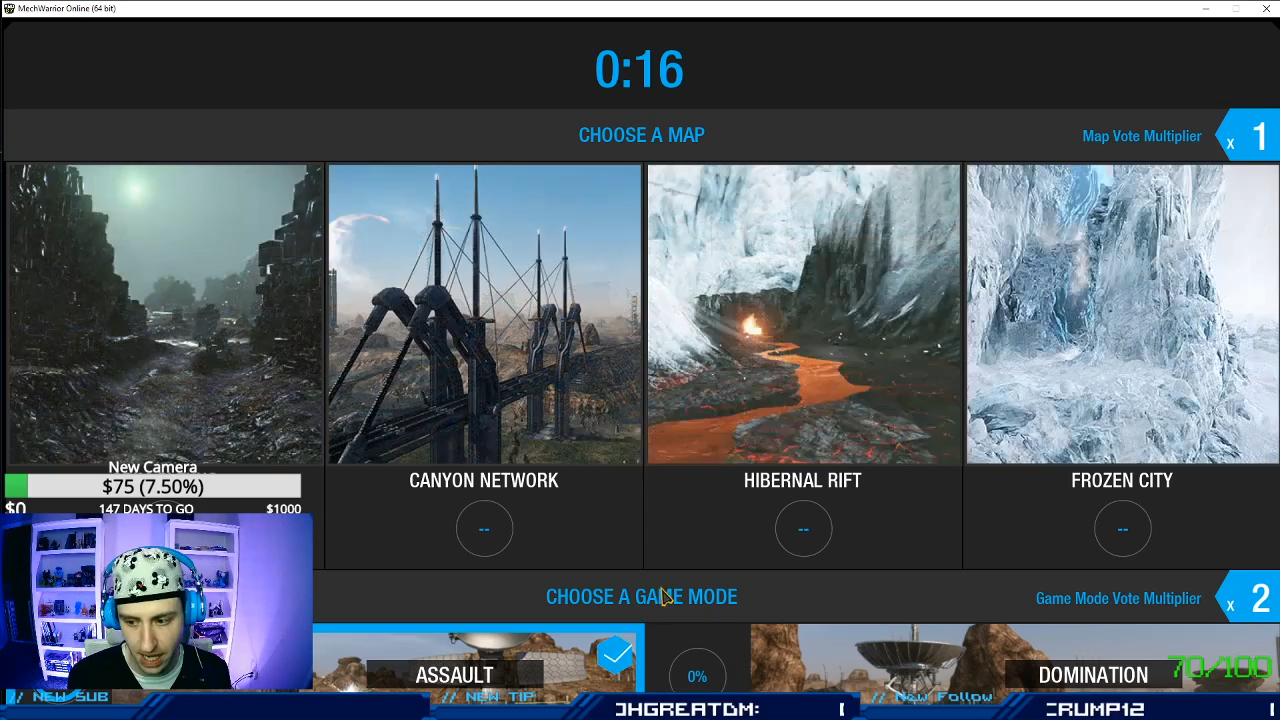 MechWarrior Online (64 bit)
0:16
CHOOSE A MAP
Map Vote Multiplier
x 1
New Camera
$75 (7.50%)
$0
147 DAYS TO GO
$1000
CANYON NETWORK
HIBERNAL RIFT
FROZEN CITY
--
--
--
CHOOSE A GAME MODE
Game Mode Vote Multiplier
x 2
ASSAULT
0%
DOMINATION
70/100
// NEW SUB
// NEW TIP
// New Follow